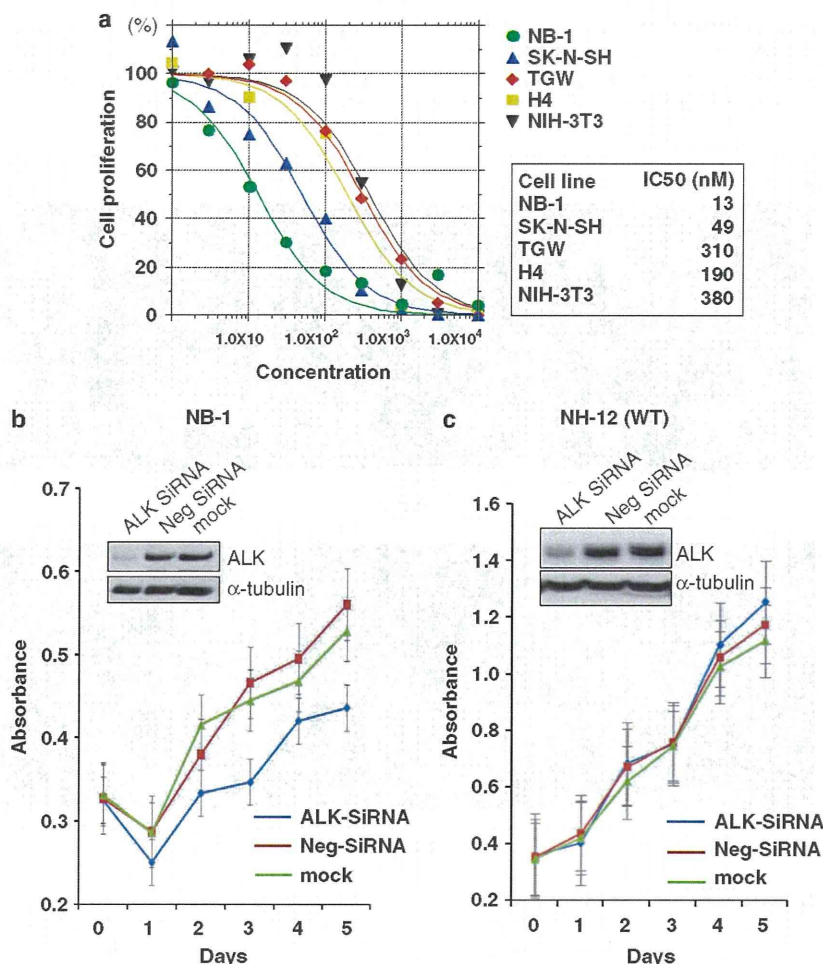 a
(%)
100
80
60
40
20
0
Cell proliferation
1.0X10
1.0X10²
1.0X10³
1.0X10⁴
Concentration
NB-1
SK-N-SH
TGW
H4
NIH-3T3
Cell line IC50 (nM)
NB-1 13
SK-N-SH 49
TGW 310
H4 190
NIH-3T3 380
b
NB-1
0.7
0.6
0.5
0.4
0.3
0.2
Absorbance
ALK SiRNA
Neg SiRNA
mock
ALK
α-tubulin
ALK-SiRNA
Neg-SiRNA
mock
0 1 2 3 4 5
Days
c
NH-12 (WT)
1.6
1.4
1.2
1.0
0.8
0.6
0.4
0.2
Absorbance
ALK SiRNA
Neg SiRNA
mock
ALK
α-tubulin
ALK-SiRNA
Neg-SiRNA
mock
0 1 2 3 4 5
Days